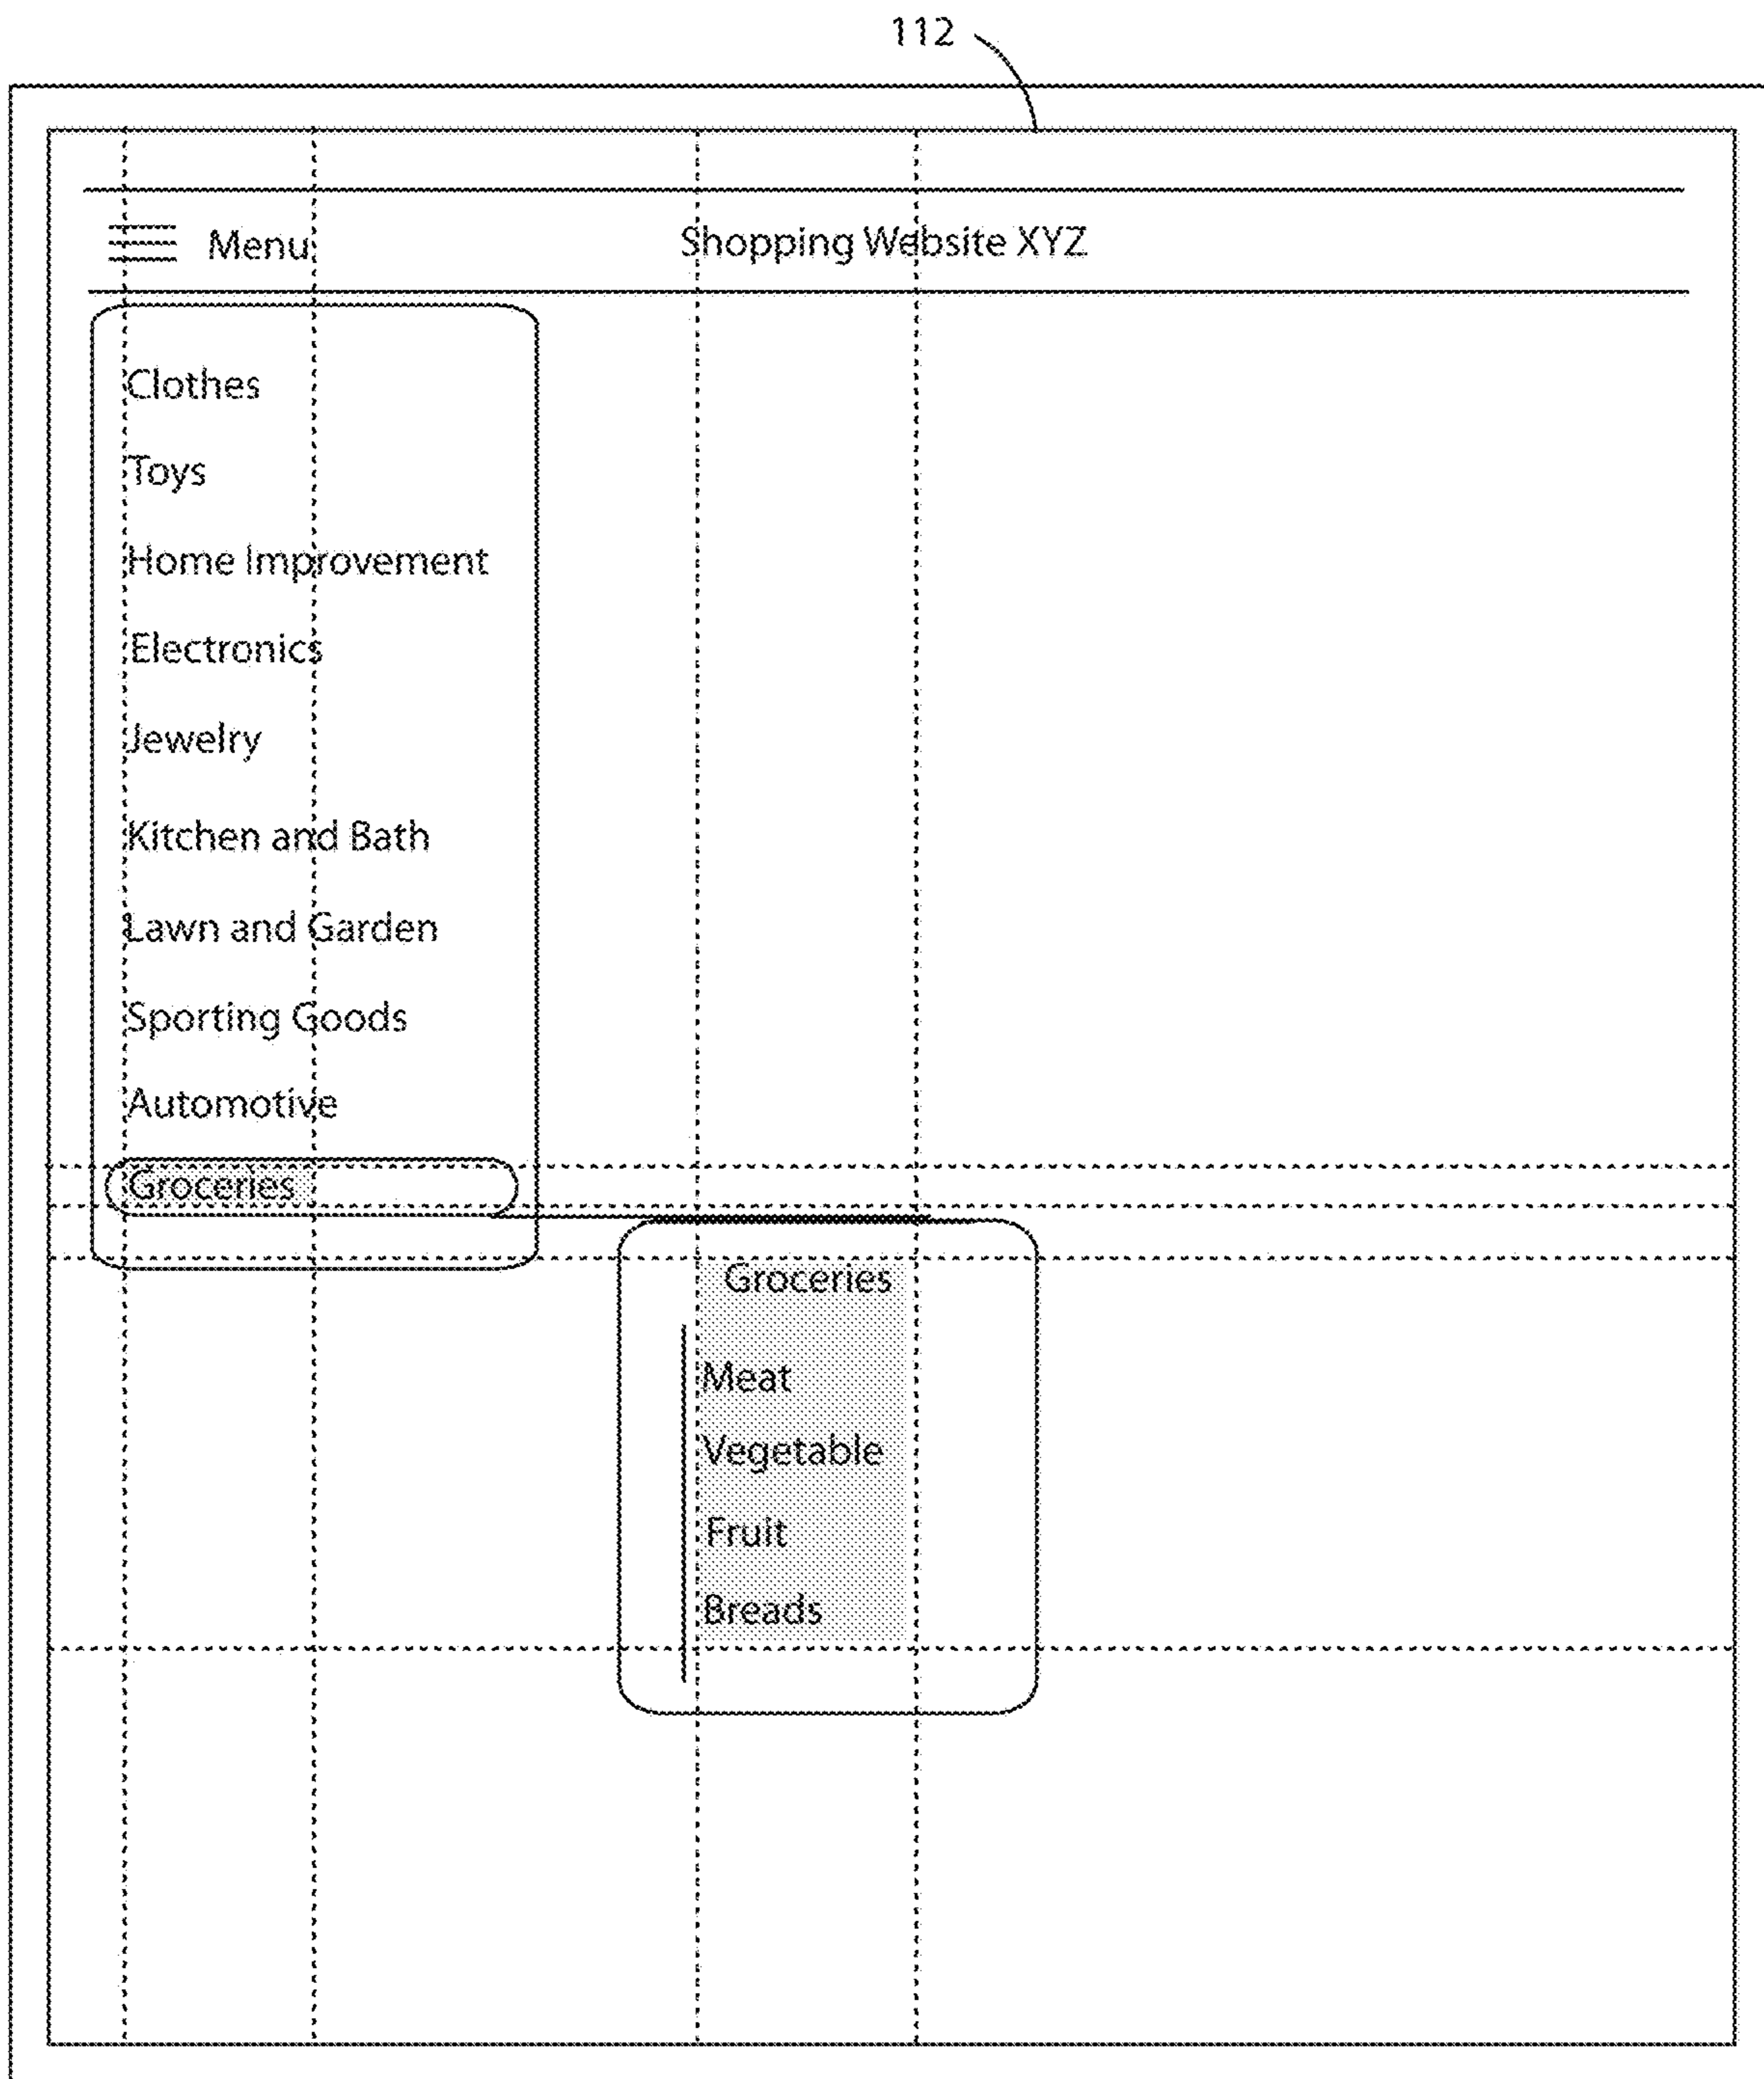 112
Menu Shopping Website XYZ
Clothes
Toys
Home Improvement
Electronics
Jewelry
Kitchen and Bath
Lawn and Garden
Sporting Goods
Automotive
Groceries
Groceries
Meat
Vegetable
Fruit
Breads